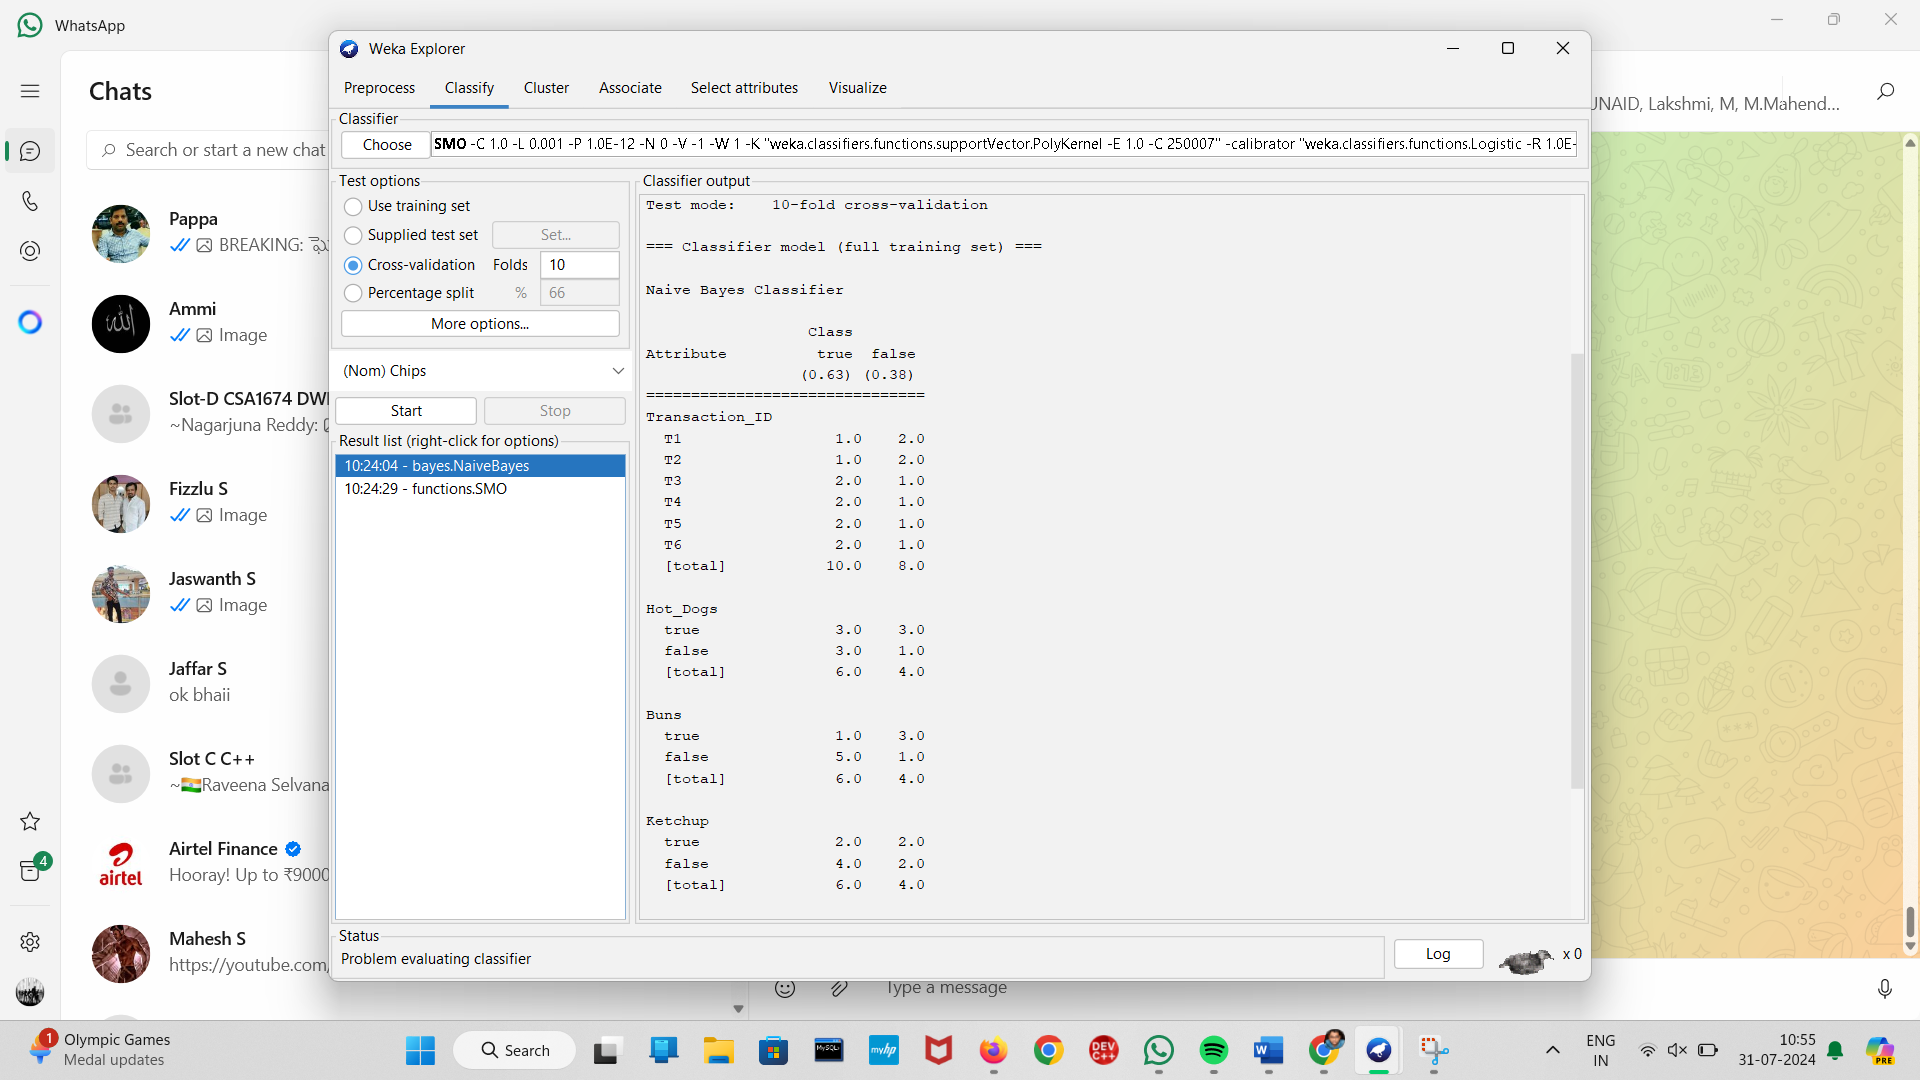 WhatsApp
Chats
Search or start a new chat
Pappa
BREAKING:
Ammi
Image
Slot-D CSA1674
~Nagarjuna Reddy:
Fizzlu S
Image
Jaswanth S
Image
Jaffar S
ok bhaii
Slot C C++
~🇮🇳Raveena Selvana
Airtel Finance
Hooray! Up to ₹9000
airtel
Mahesh S
https://youtube.com/
4
Weka Explorer
Preprocess Classify Cluster Associate Select attributes Visualize
Classifier
Choose SMO -C 1.0 -L 0.001 -P 1.0E-12 -N 0 -V -1 -W 1 -K "weka.classifiers.functions.supportVector.PolyKernel -E 1.0 -C 250007" -calibrator "weka.classifiers.functions.Logistic -R 1.0E-
Test options
Use training set
Supplied test set Set...
Cross-validation Folds 10
Percentage split % 66
More options...
(Nom) Chips
Start Stop
Result list (right-click for options)
10:24:04 - bayes.NaiveBayes
10:24:29 - functions.SMO
Classifier output
Test mode: 10-fold cross-validation
=== Classifier model (full training set) ===
Naive Bayes Classifier
Class
Attribute true false
(0.63) (0.38)
===============================
Transaction_ID
T1 1.0 2.0
T2 1.0 2.0
T3 2.0 1.0
T4 2.0 1.0
T5 2.0 1.0
T6 2.0 1.0
[total] 10.0 8.0
Hot_Dogs
true 3.0 3.0
false 3.0 1.0
[total] 6.0 4.0
Buns
true 1.0 3.0
false 5.0 1.0
[total] 6.0 4.0
Ketchup
true 2.0 2.0
false 4.0 2.0
[total] 6.0 4.0
Status
Problem evaluating classifier
Log
x 0
Lakshmi, M, M.Mahend...
Type a message
1
Olympic Games
Medal updates
Search
MySQL
myhp
DEV C++
ENG
IN
10:55
31-07-2024
PRE